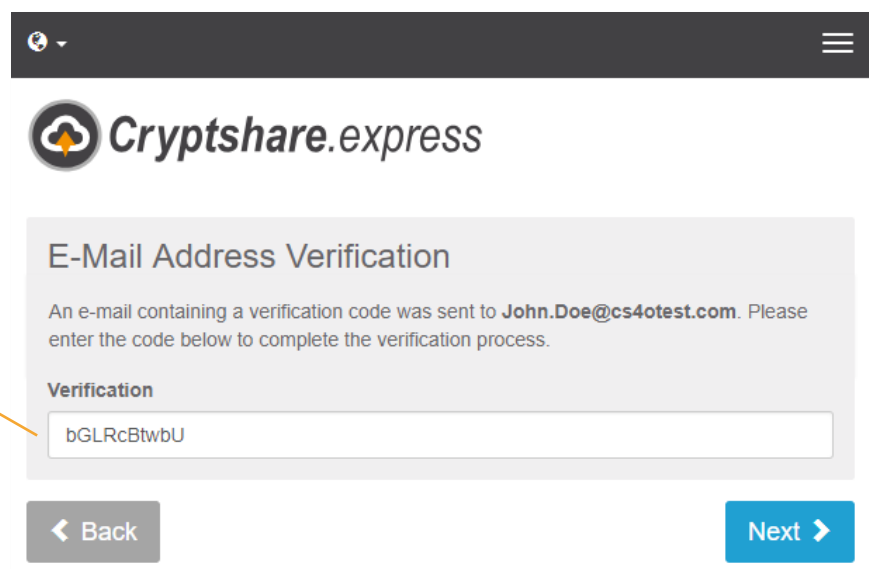 Cryptshare.express
E-Mail Address Verification
An e-mail containing a verification code was sent to John.Doe@cs4otest.com. Please
enter the code below to complete the verification process.
Verification
bGLRcBtwbU
Back
Next